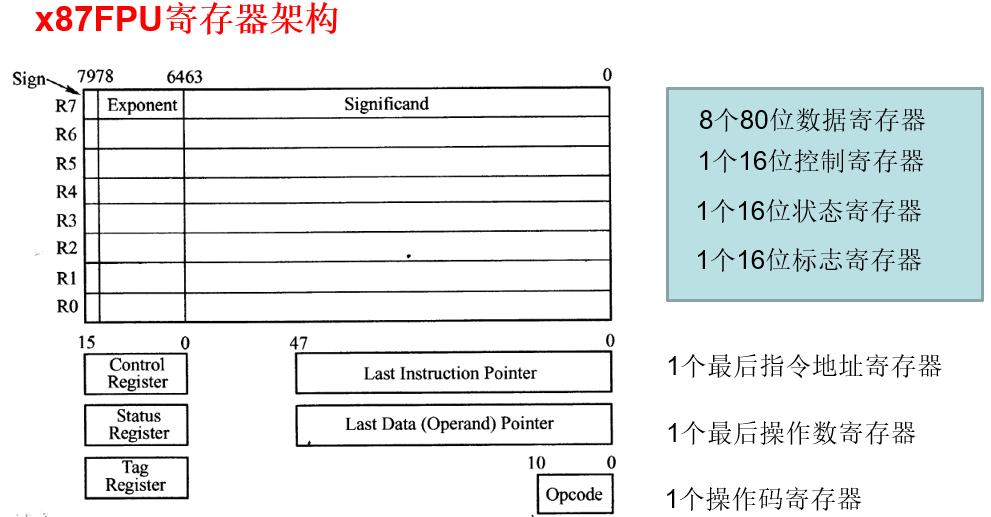 x87FPU寄存器架构
Sign 7978 6463 0
R7 Exponent Significand
R6
R5
R4
R3
R2
R1
R0
8个80位数据寄存器
1个16位控制寄存器
1个16位状态寄存器
1个16位标志寄存器
15 0 47 0
Control
Register
Last Instruction Pointer
1个最后指令地址寄存器
Status
Register
Last Data (Operand) Pointer
1个最后操作数寄存器
Tag
Register
10 0
Opcode
1个操作码寄存器